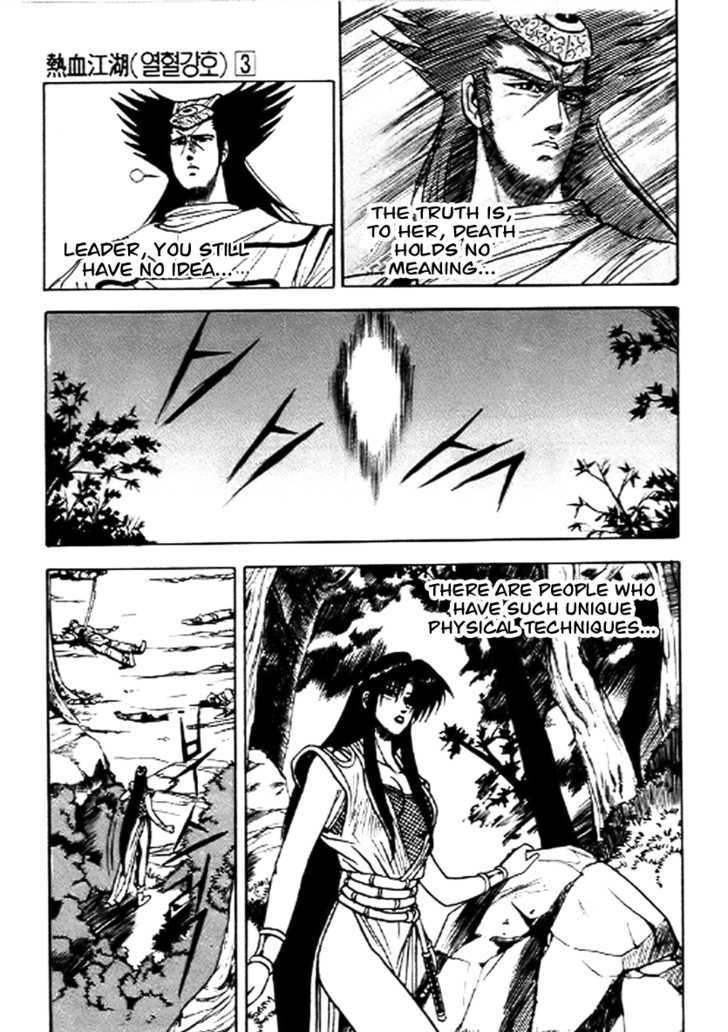 熱血江湖(열혈강호) 3
LEADER, YOU STILL
HAVE NO IDEA......
THE TRUTH IS,
TO HER, DEATH
HOLDS NO
MEANING...
THERE ARE PEOPLE WHO
HAVE SUCH UNIQUE
PHYSICAL TECHNIQUES...